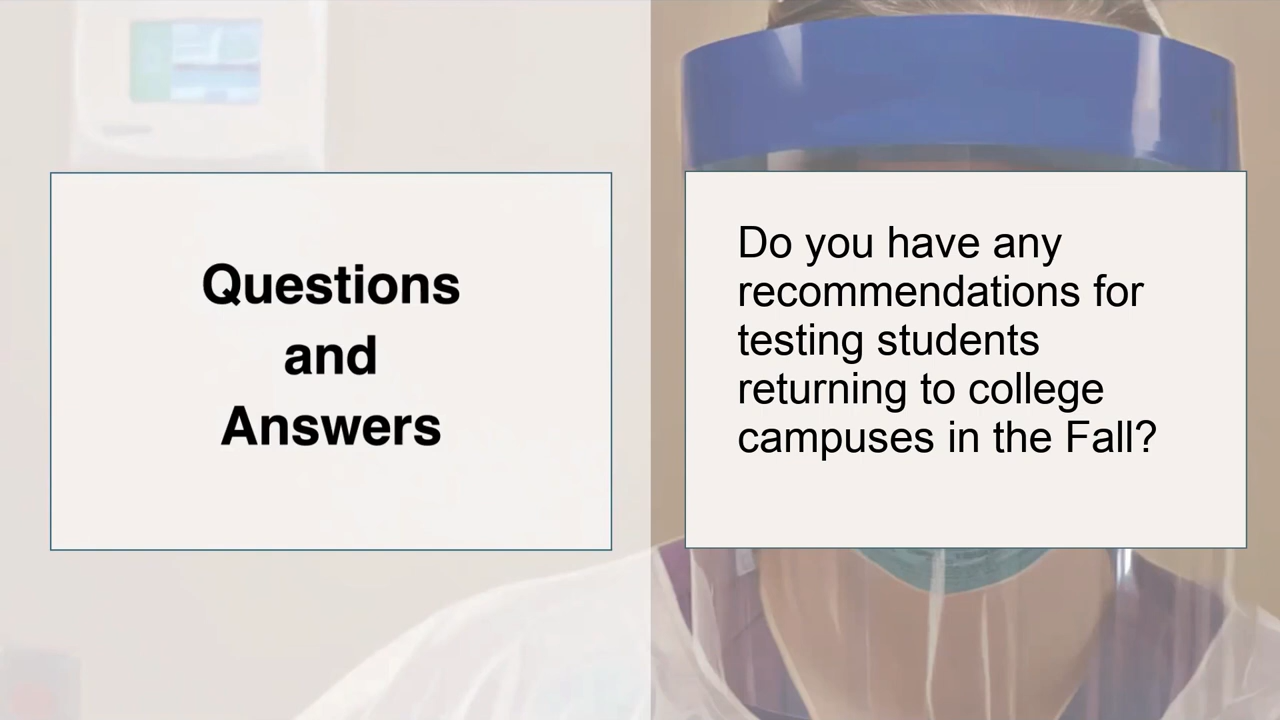 Questions
and
Answers
Do you have any
recommendations for
testing students
returning to college
campuses in the Fall?